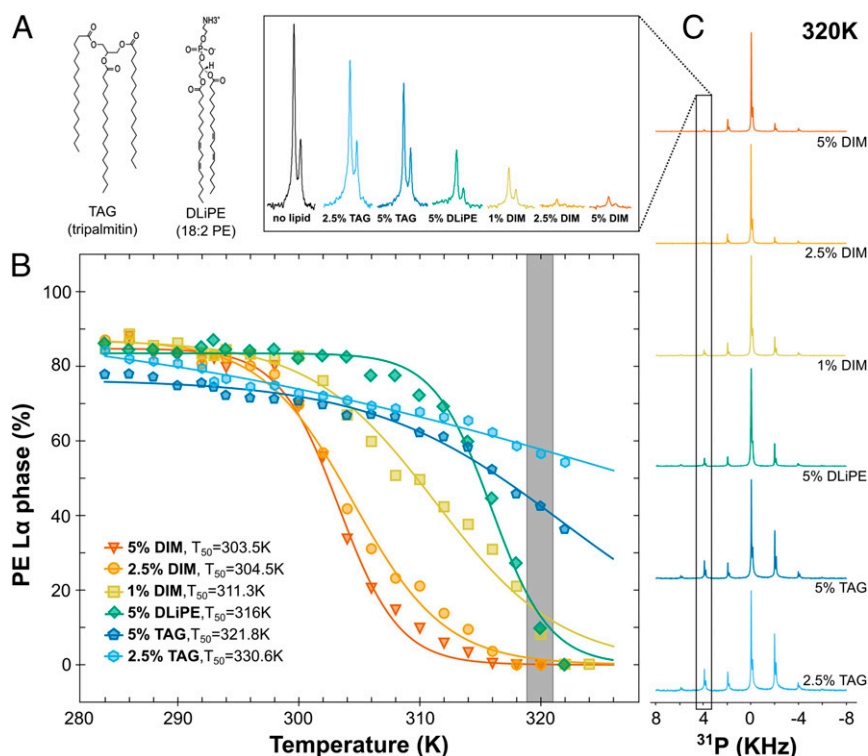 A
C
320K
NH3⁺
O
O
O
O
O
O
O
P
O⁻
O
H
O
O
O
O
TAG
(tripalmitin)
DLiPE
(18:2 PE)
no lipid
2.5% TAG
5% TAG
5% DLiPE
1% DIM
2.5% DIM
5% DIM
5% DIM
2.5% DIM
1% DIM
5% DLiPE
5% TAG
2.5% TAG
8
4
0
-4
-8
³¹P (KHz)
B
PE Lα phase (%)
100
80
60
40
20
0
5% DIM, T₅₀=303.5K
2.5% DIM, T₅₀=304.5K
1% DIM,T₅₀=311.3K
5% DLiPE,T₅₀=316K
5% TAG,T₅₀=321.8K
2.5% TAG,T₅₀=330.6K
280
290
300
310
320
Temperature (K)